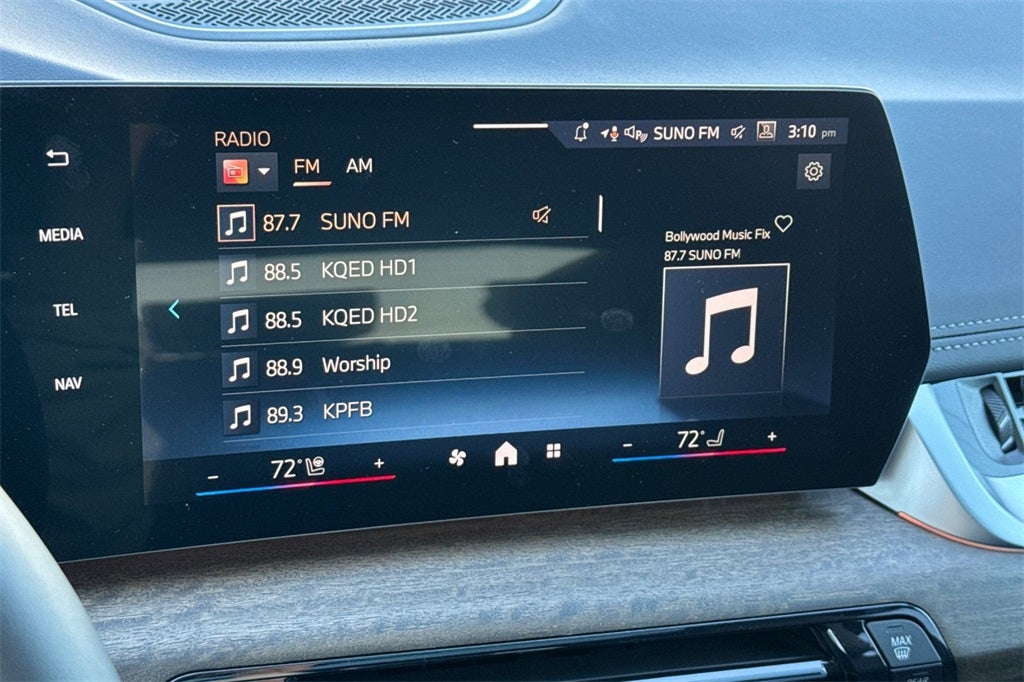 SUNO FM 3:10 pm
RADIO
FM AM
MEDIA
TEL
NAV
87.7 SUNO FM
88.5 KQED HD1
88.5 KQED HD2
88.9 Worship
89.3 KPFB
Bollywood Music Fix
87.7 SUNO FM
- 72° +
- 72° +
MAX
REAR